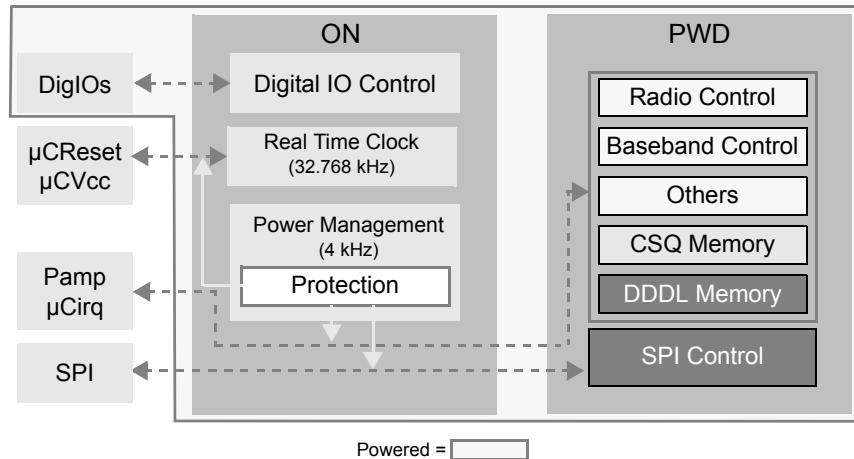 ON
PWD
DigIOs
Digital IO Control
Radio Control
µCReset
µCVcc
Real Time Clock
(32.768 kHz)
Baseband Control
Others
Power Management
(4 kHz)
CSQ Memory
Pamp
µCirq
Protection
DDDL Memory
SPI
SPI Control
Powered =